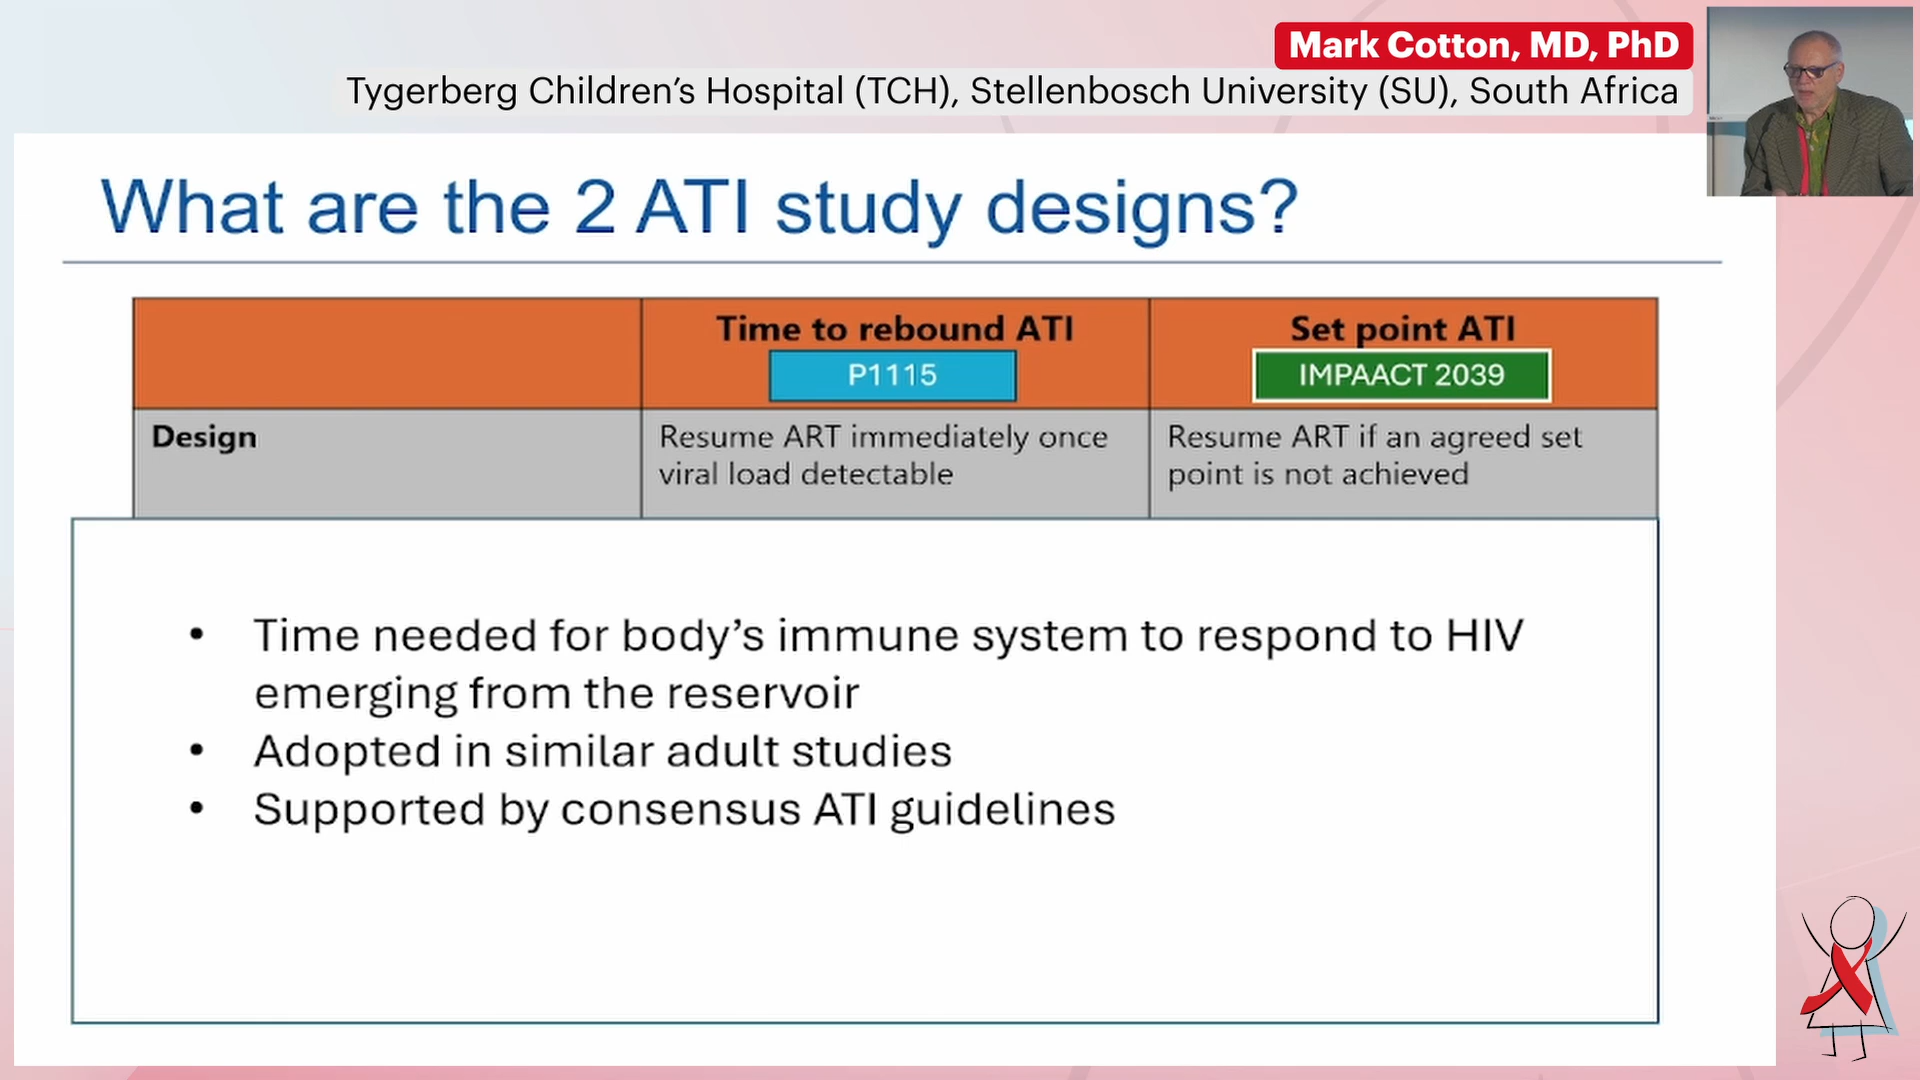 Mark Cotton, MD, PhD
Tygerberg Children’s Hospital (TCH), Stellenbosch University (SU), South Africa
What are the 2 ATI study designs?
Time to rebound ATI
P1115
Set point ATI
IMPAACT 2039
Design
Resume ART immediately once
viral load detectable
Resume ART if an agreed set
point is not achieved
• Time needed for body’s immune system to respond to HIV
emerging from the reservoir
• Adopted in similar adult studies
• Supported by consensus ATI guidelines